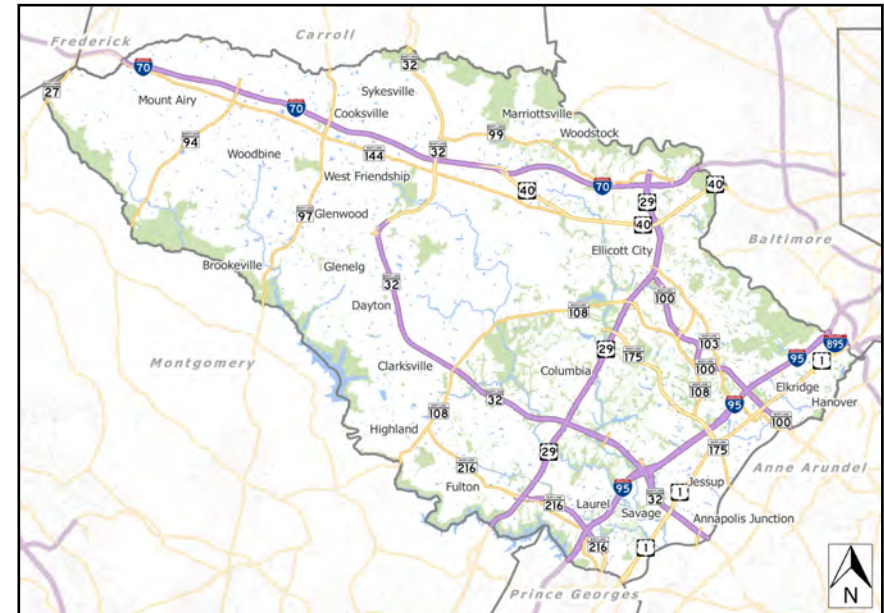 Frederick
Carroll
70
32
27
Mount Airy
70
Sykesville
Cooksville
Marriottsville
99
Woodstock
94
32
144
Woodbine
West Friendship
70
40
40
29
97
Glenwood
40
Ellicott City
Baltimore
Brookeville
Glenelg
32
100
Dayton
108
103
895
29
175
95
1
Montgomery
Clarksville
Columbia
100
Elkridge
108
32
108
95
Hanover
100
Highland
29
175
216
Anne Arundel
Fulton
95
1
Jessup
32
216
Laurel
Savage
Annapolis Junction
216
1
Prince Georges
N